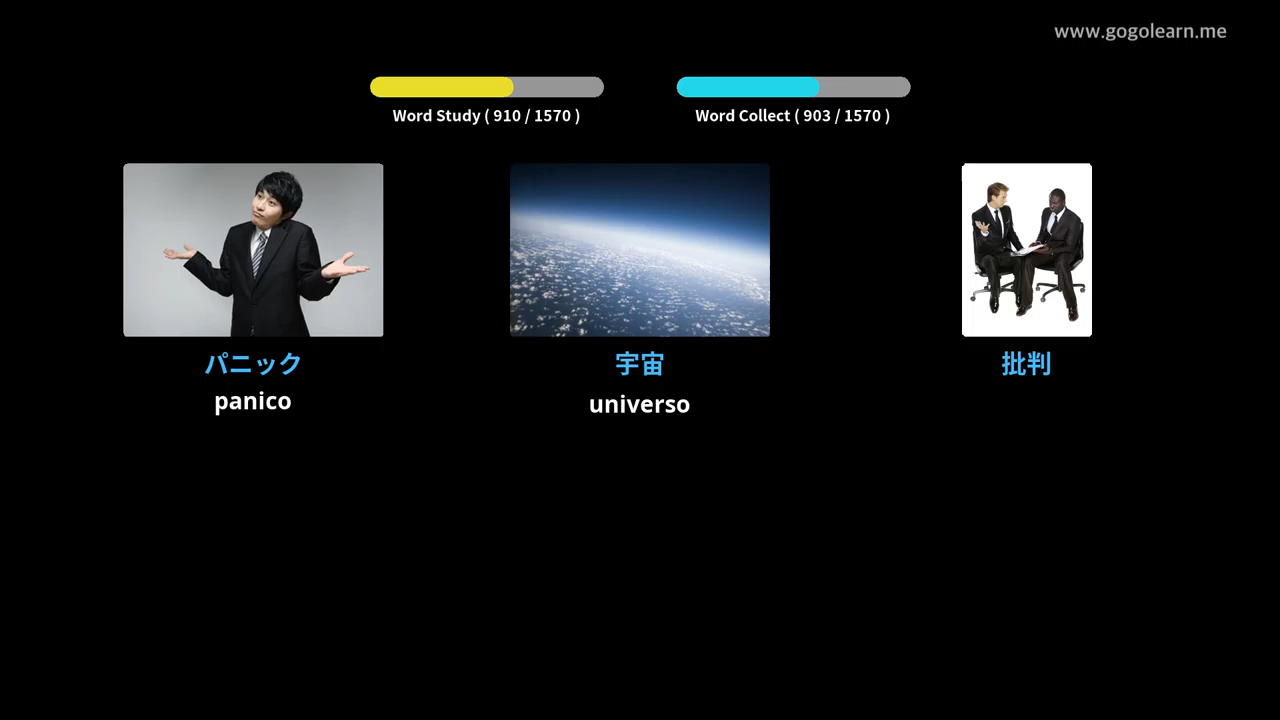 www.gogolearn.me
Word Study ( 910 / 1570 )
Word Collect ( 903 / 1570 )
パニック
宇宙
批判
panico
universo